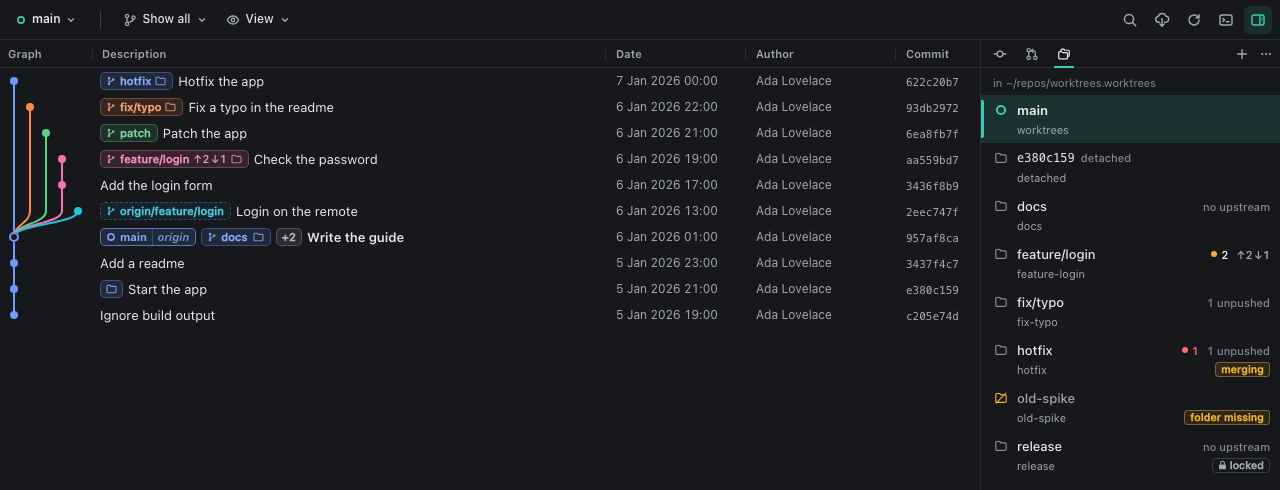 main Show all View
Graph Description Date Author Commit
hotfix Hotfix the app 7 Jan 2026 00:00 Ada Lovelace 622c20b7
fix/typo Fix a typo in the readme 6 Jan 2026 22:00 Ada Lovelace 93db2972
patch Patch the app 6 Jan 2026 21:00 Ada Lovelace 6ea8fb7f
feature/login ↑2↓1 Check the password 6 Jan 2026 19:00 Ada Lovelace aa559bd7
Add the login form 6 Jan 2026 17:00 Ada Lovelace 3436f8b9
origin/feature/login Login on the remote 6 Jan 2026 13:00 Ada Lovelace 2eec747f
main origin docs +2 Write the guide 6 Jan 2026 01:00 Ada Lovelace 957af8ca
Add a readme 5 Jan 2026 23:00 Ada Lovelace 3437f4c7
Start the app 5 Jan 2026 21:00 Ada Lovelace e380c159
Ignore build output 5 Jan 2026 19:00 Ada Lovelace c205e74d
in ~/repos/worktrees.worktrees
main
worktrees
e380c159 detached
detached
docs no upstream
docs
feature/login 2 ↑2↓1
feature-login
fix/typo 1 unpushed
fix-typo
hotfix 1 1 unpushed
hotfix merging
old-spike
old-spike folder missing
release no upstream
release locked